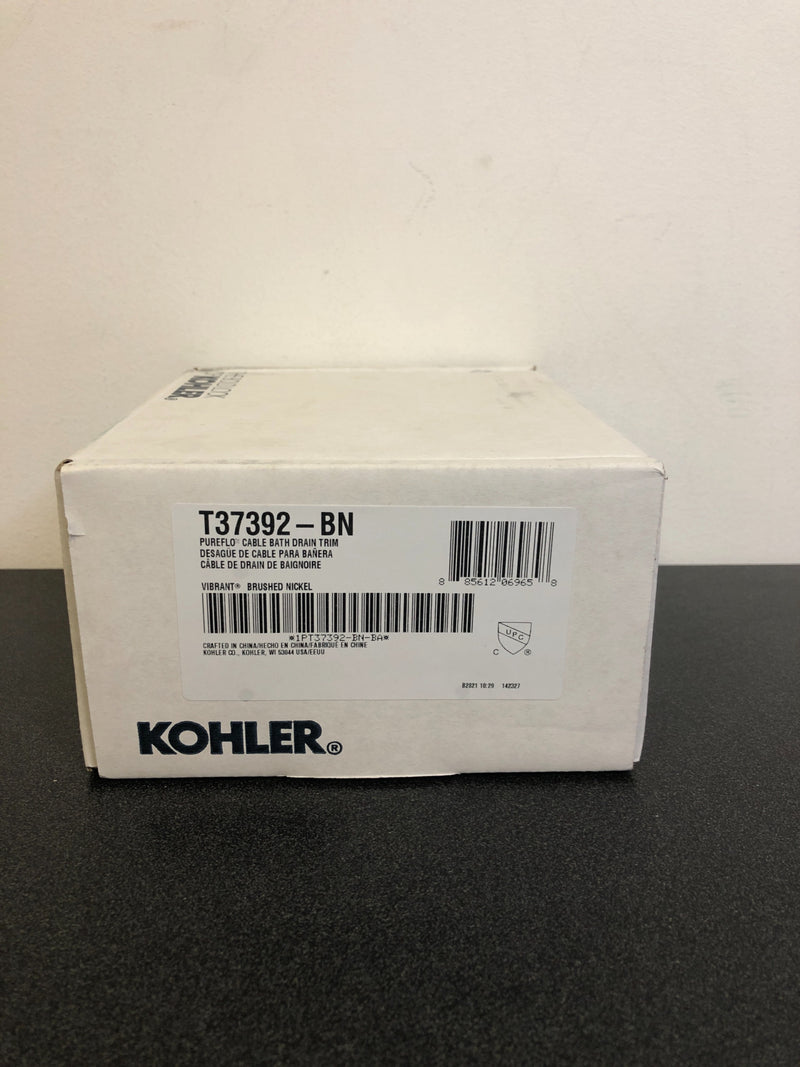 KOHLER
T37392-BN
PUREFLO™ CABLE BATH DRAIN TRIM
DESAGÜE DE CABLE PARA BAÑERA
CÂBLE DE DRAIN DE BAIGNOIRE
VIBRANT® BRUSHED NICKEL
8 85612 06965 8
*1PT37392-BN-BA*
CRAFTED IN CHINA/HECHO EN CHINA/FABRIQUÉ EN CHINE
KOHLER CO., KOHLER, WI 53044 USA/EEUU
UPC
C ®
B2021 10:29 142327
KOHLER®